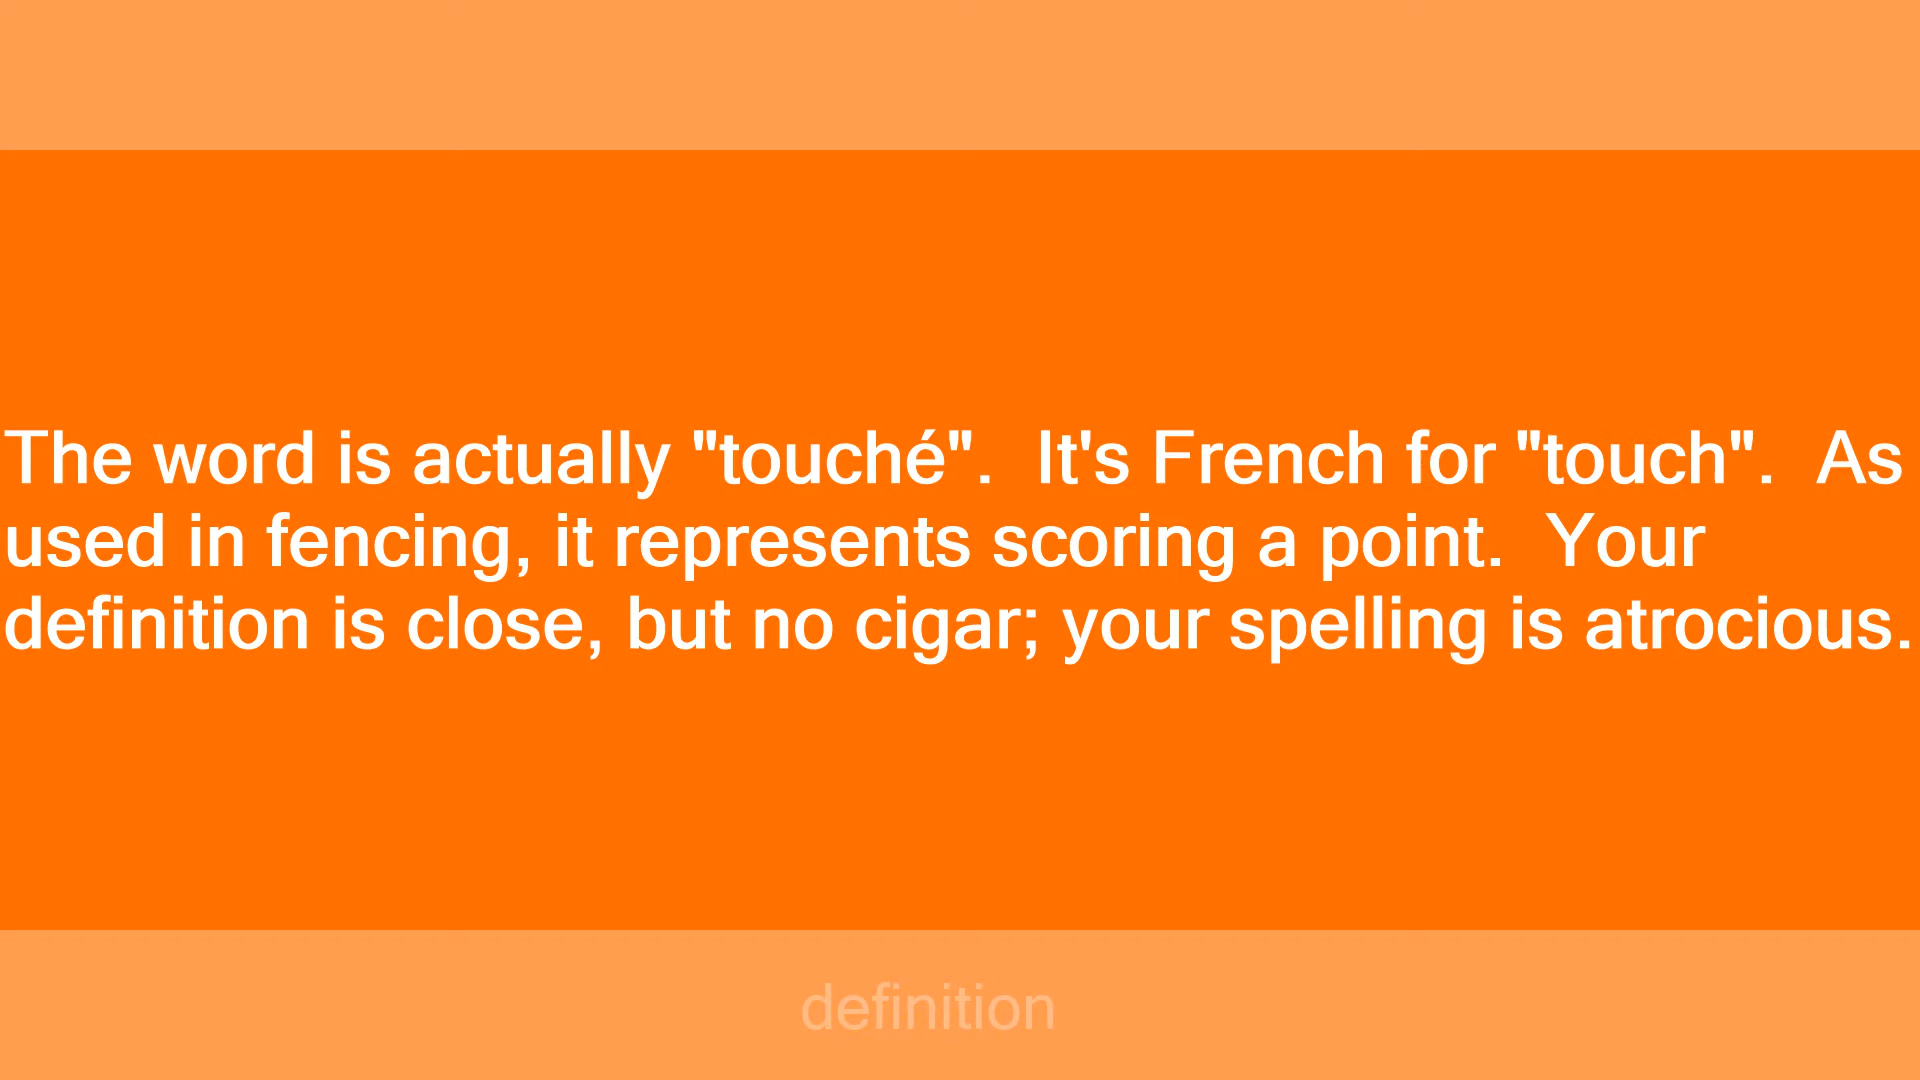 The word is actually "touché".  It's French for "touch".  As
used in fencing, it represents scoring a point.  Your
definition is close, but no cigar; your spelling is atrocious.
definition